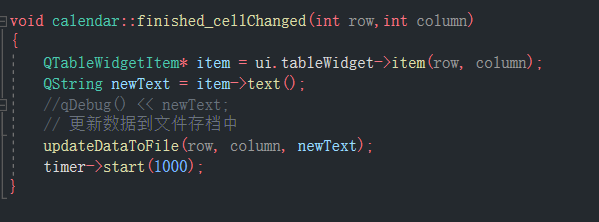 void calendar::finished_cellChanged(int row,int column)
{
QTableWidgetItem* item = ui.tableWidget->item(row, column);
QString newText = item->text();
//qDebug() << newText;
// 更新数据到文件存档中
updateDataToFile(row, column, newText);
timer->start(1000);
}